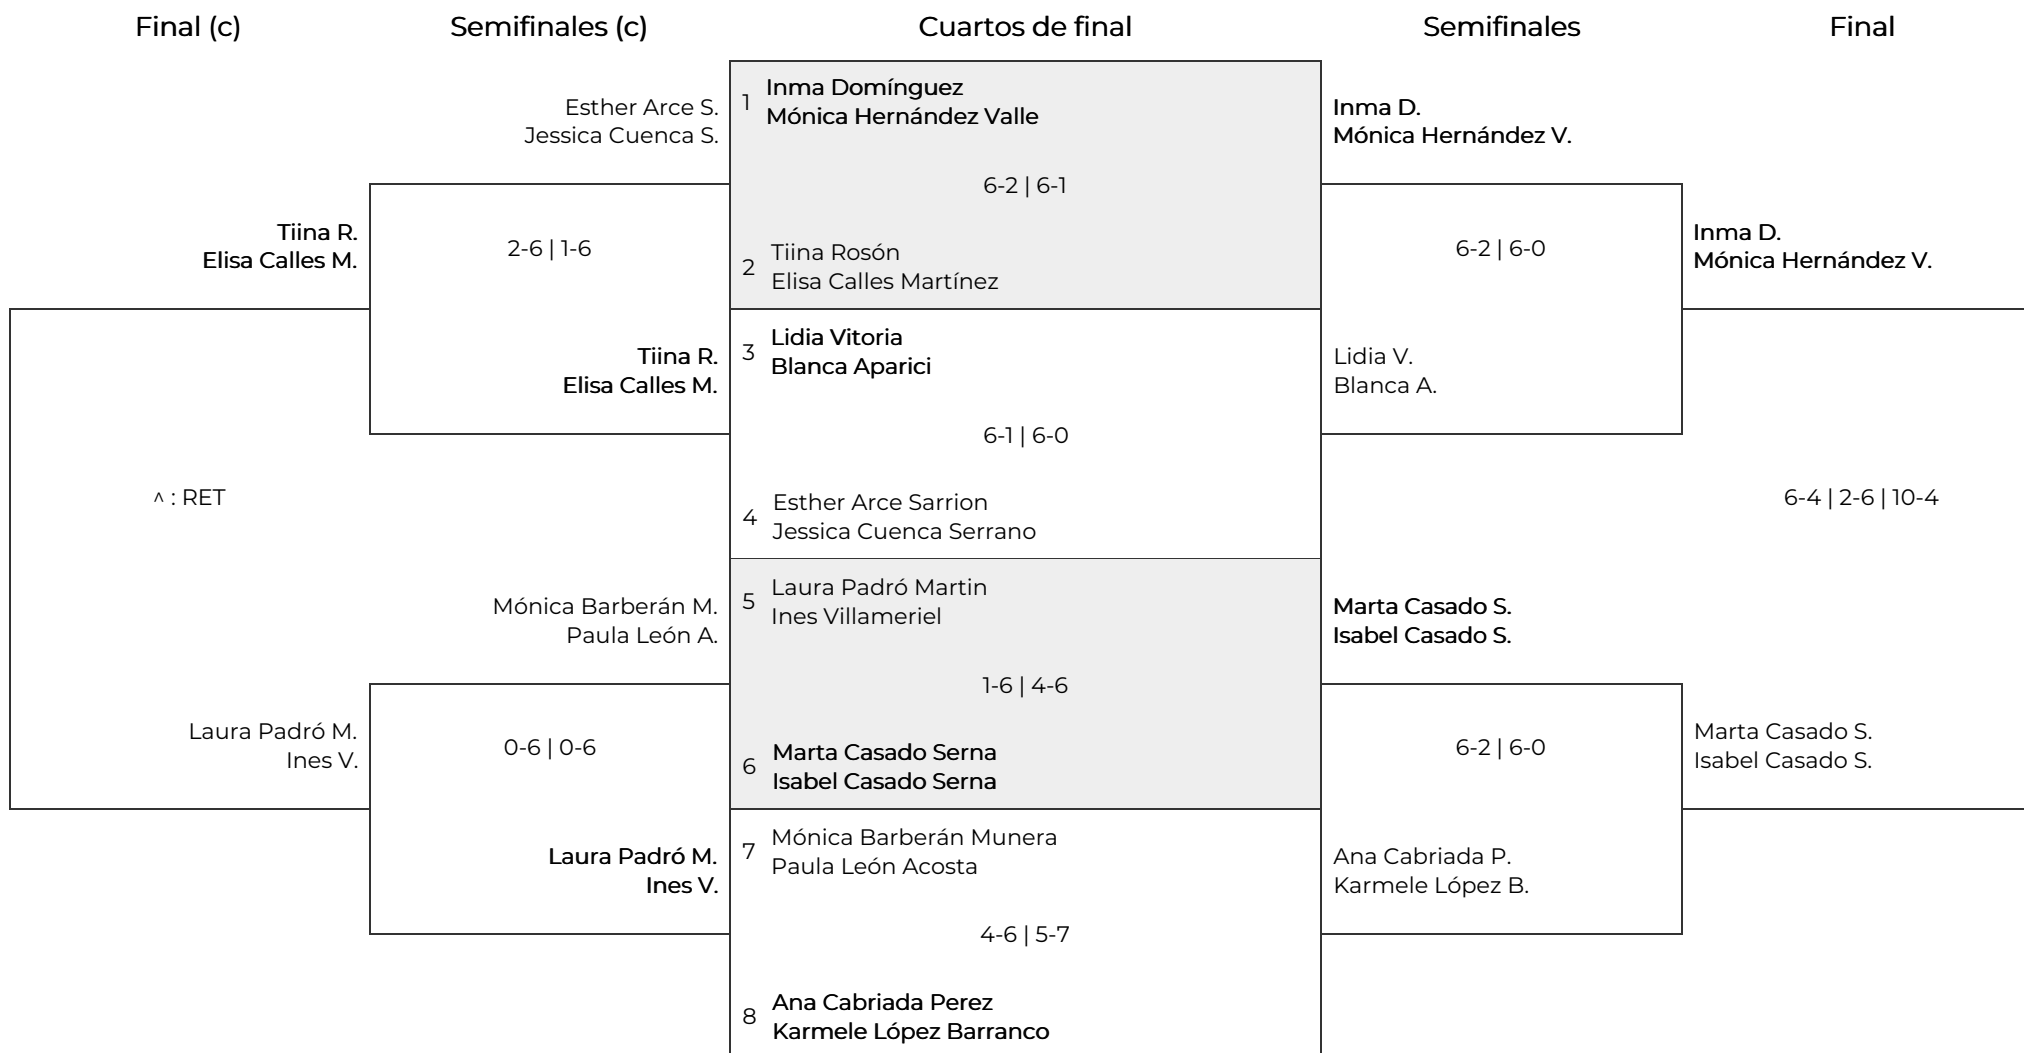 Final (c)
Semifinales (c)
Cuartos de final
Semifinales
Final
Tiina R.
Elisa Calles M.
^ : RET
Laura Padró M.
Ines V.
Esther Arce S.
Jessica Cuenca S.
2-6 | 1-6
Tiina R.
Elisa Calles M.
Mónica Barberán M.
Paula León A.
0-6 | 0-6
Laura Padró M.
Ines V.
1
Inma Domínguez
Mónica Hernández Valle
6-2 | 6-1
2
Tiina Rosón
Elisa Calles Martínez
3
Lidia Vitoria
Blanca Aparici
6-1 | 6-0
4
Esther Arce Sarrion
Jessica Cuenca Serrano
5
Laura Padró Martin
Ines Villameriel
1-6 | 4-6
6
Marta Casado Serna
Isabel Casado Serna
7
Mónica Barberán Munera
Paula León Acosta
4-6 | 5-7
8
Ana Cabriada Perez
Karmele López Barranco
Inma D.
Mónica Hernández V.
6-2 | 6-0
Lidia V.
Blanca A.
Marta Casado S.
Isabel Casado S.
6-2 | 6-0
Ana Cabriada P.
Karmele López B.
Inma D.
Mónica Hernández V.
6-4 | 2-6 | 10-4
Marta Casado S.
Isabel Casado S.